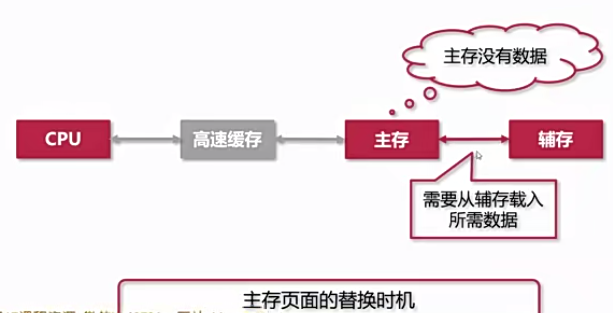 主存没有数据
CPU
高速缓存
主存
辅存
需要从辅存载入
所需数据
主存页面的替换时机